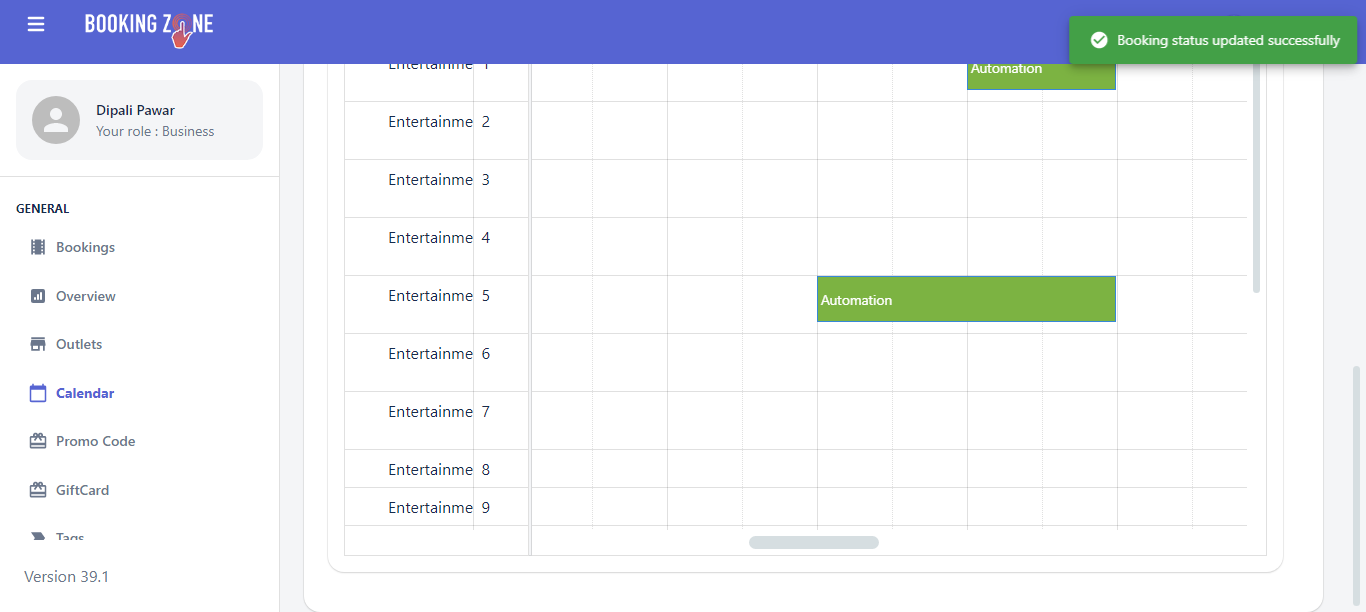 BOOKING ZONE
Booking status updated successfully
Dipali Pawar
Your role : Business
GENERAL
Bookings
Overview
Outlets
Calendar
Promo Code
GiftCard
Tags
Version 39.1
Entertainme 1
Automation
Entertainme 2
Entertainme 3
Entertainme 4
Entertainme 5
Automation
Entertainme 6
Entertainme 7
Entertainme 8
Entertainme 9